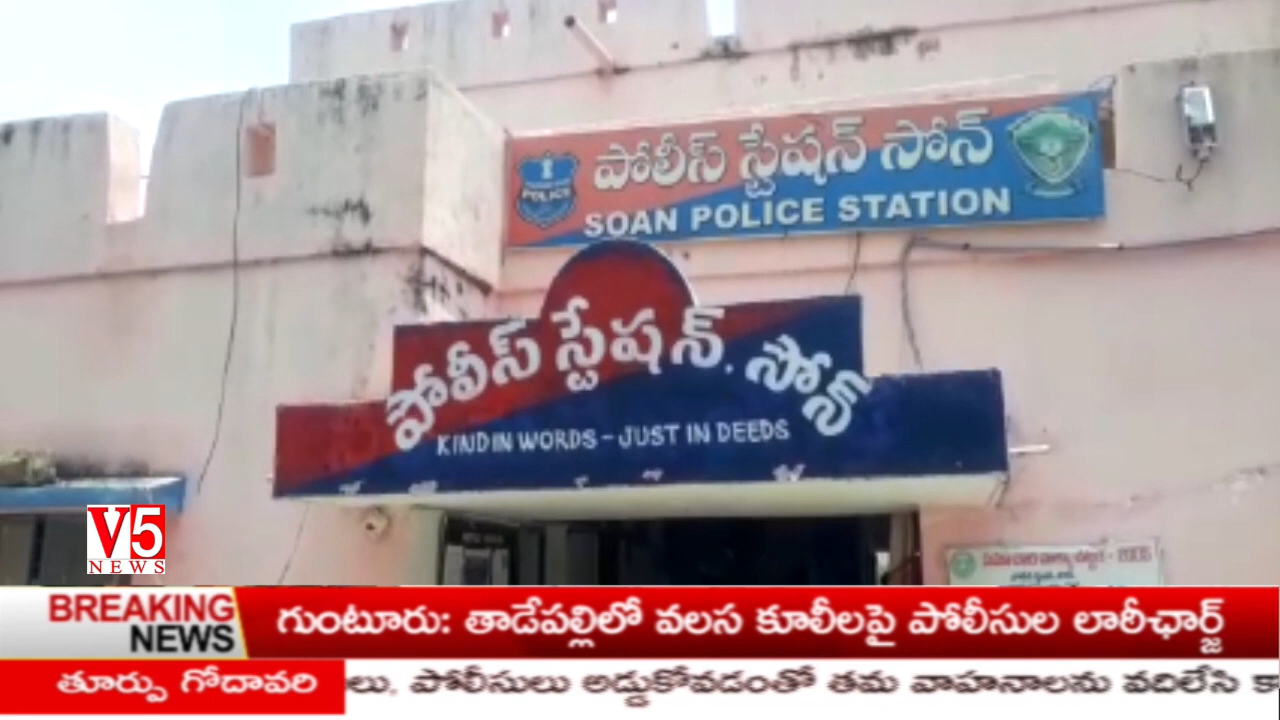 పోలీస్ స్టేషన్ సోన్
POLICE
SOAN POLICE STATION
పోలీస్ స్టేషన్. సోన్
KIND IN WORDS - JUST IN DEEDS
V5
NEWS
BREAKING
NEWS
గుంటూరు: తాడేపల్లిలో వలస కూలీలపై పోలీసుల లాఠీఛార్జ్
తూర్పు గోదావరి
లు, పోలీసులు అడ్డుకోవడంతో తమ వాహనాలను వదిలేసి కా